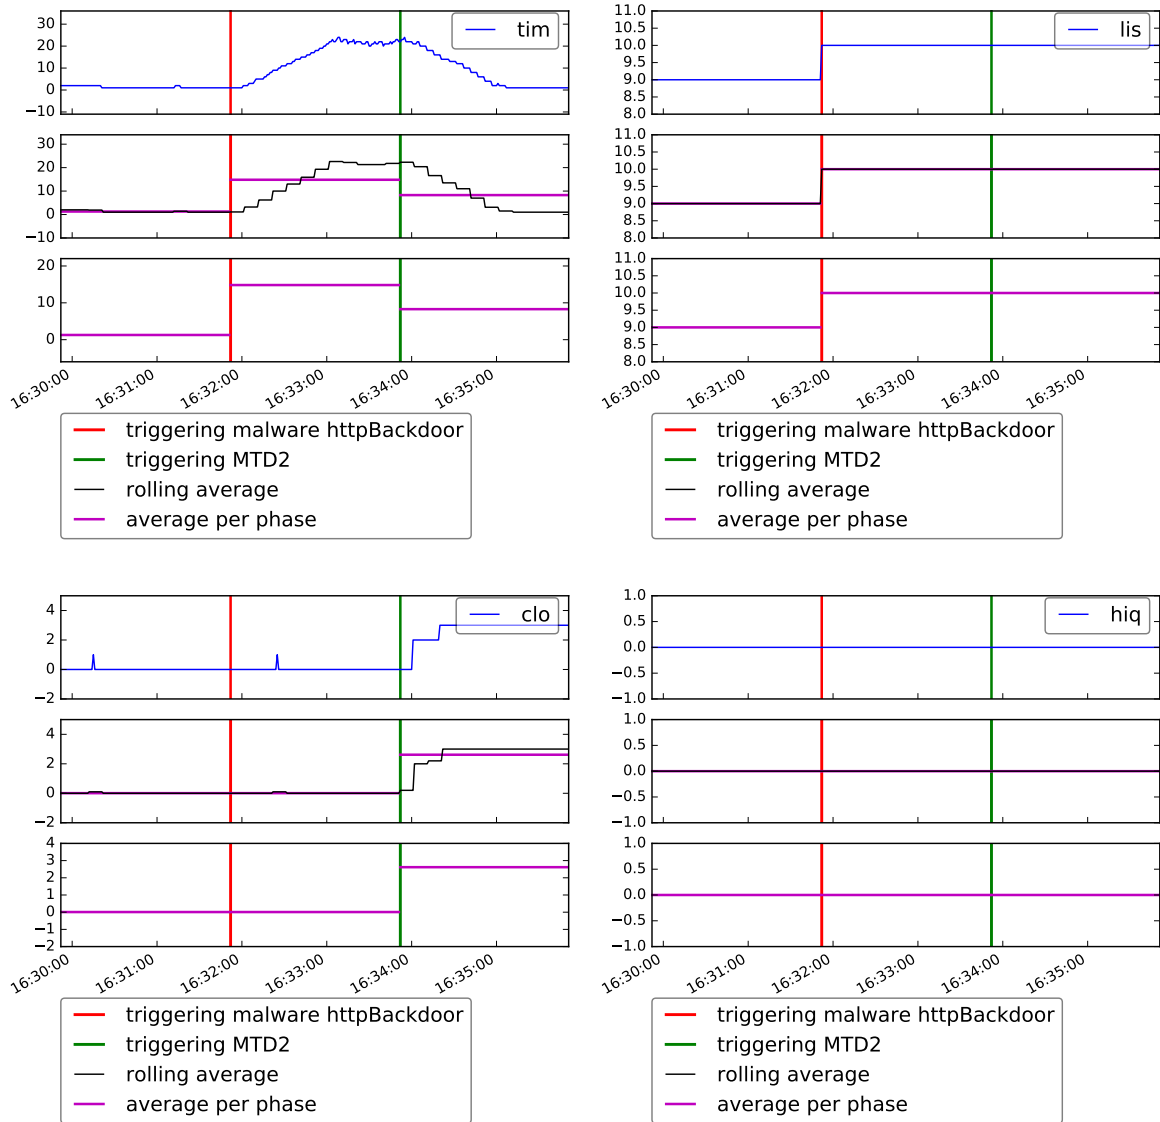 tim
30
20
10
0
−10
30
20
10
0
−10
20
10
0
16:30:00 16:31:00 16:32:00 16:33:00 16:34:00 16:35:00
triggering malware httpBackdoor
triggering MTD2
rolling average
average per phase
lis
11.0
10.5
10.0
9.5
9.0
8.5
8.0
11.0
10.5
10.0
9.5
9.0
8.5
8.0
11.0
10.5
10.0
9.5
9.0
8.5
8.0
16:30:00 16:31:00 16:32:00 16:33:00 16:34:00 16:35:00
triggering malware httpBackdoor
triggering MTD2
rolling average
average per phase
clo
4
2
0
−2
4
2
0
−2
4
3
2
1
0
−1
−2
16:30:00 16:31:00 16:32:00 16:33:00 16:34:00 16:35:00
triggering malware httpBackdoor
triggering MTD2
rolling average
average per phase
hiq
1.0
0.5
0.0
−0.5
−1.0
1.0
0.5
0.0
−0.5
−1.0
1.0
0.5
0.0
−0.5
−1.0
16:30:00 16:31:00 16:32:00 16:33:00 16:34:00 16:35:00
triggering malware httpBackdoor
triggering MTD2
rolling average
average per phase